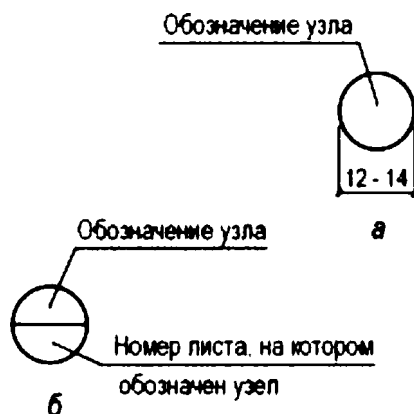 Обозначение узла
12 - 14
а
Обозначение узла
Номер листа, на котором
обозначен узел
б